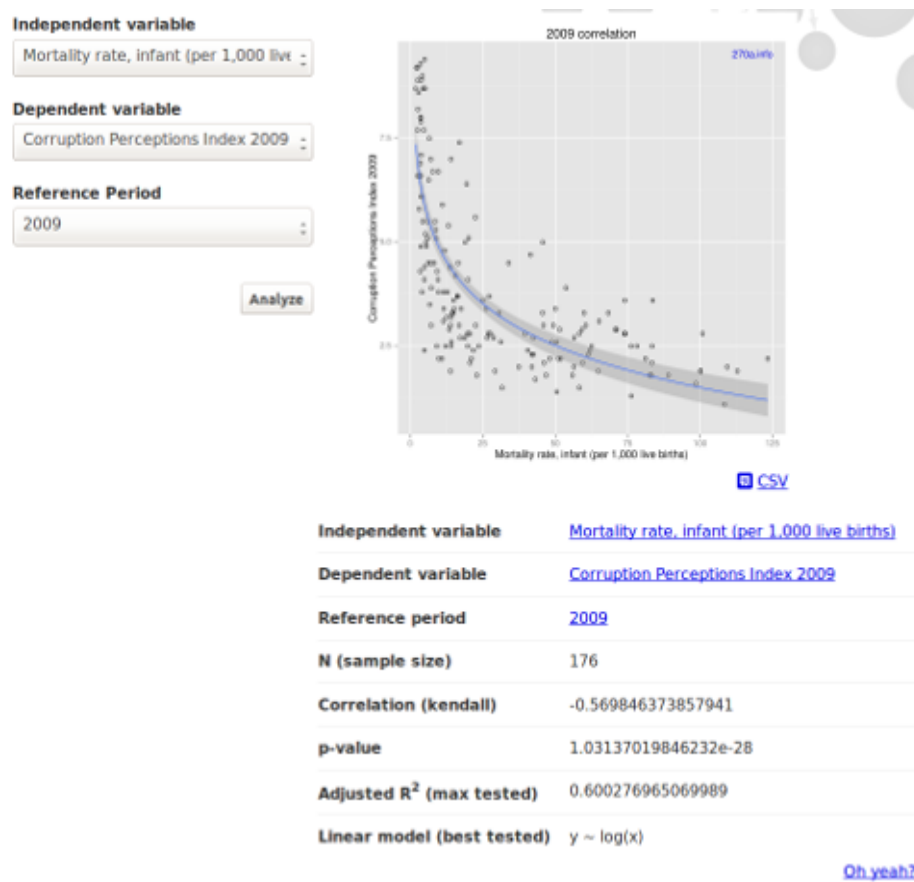 Independent variable
Mortality rate, infant (per 1,000 live
Dependent variable
Corruption Perceptions Index 2009
Reference Period
2009
Analyze
2009 correlation
270a.info
Corruption Perceptions Index 2009
7.5
5.0
2.5
0 25 50 75 100 125
Mortality rate, infant (per 1,000 live births)
CSV
Independent variable Mortality rate, infant (per 1,000 live births)
Dependent variable Corruption Perceptions Index 2009
Reference period 2009
N (sample size) 176
Correlation (kendall) -0.569846373857941
p-value 1.03137019846232e-28
Adjusted R² (max tested) 0.600276965069989
Linear model (best tested) y ~ log(x)
Oh yeah?